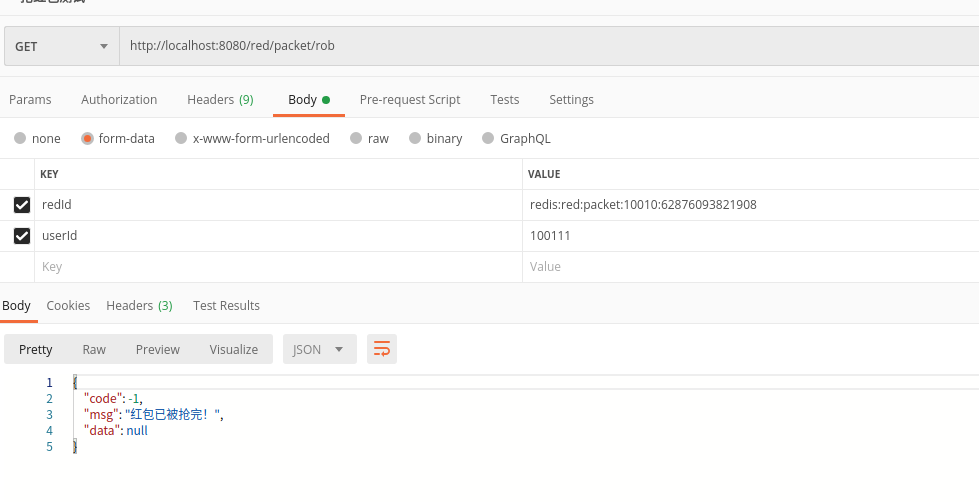 GET http://localhost:8080/red/packet/rob
Params Authorization Headers (9) Body Pre-request Script Tests Settings
none form-data x-www-form-urlencoded raw binary GraphQL
KEY VALUE
redId redis:red:packet:10010:62876093821908
userId 100111
Key Value
Body Cookies Headers (3) Test Results
Pretty Raw Preview Visualize JSON
1 {
2 "code": -1,
3 "msg": "红包已被抢完！",
4 "data": null
5 }